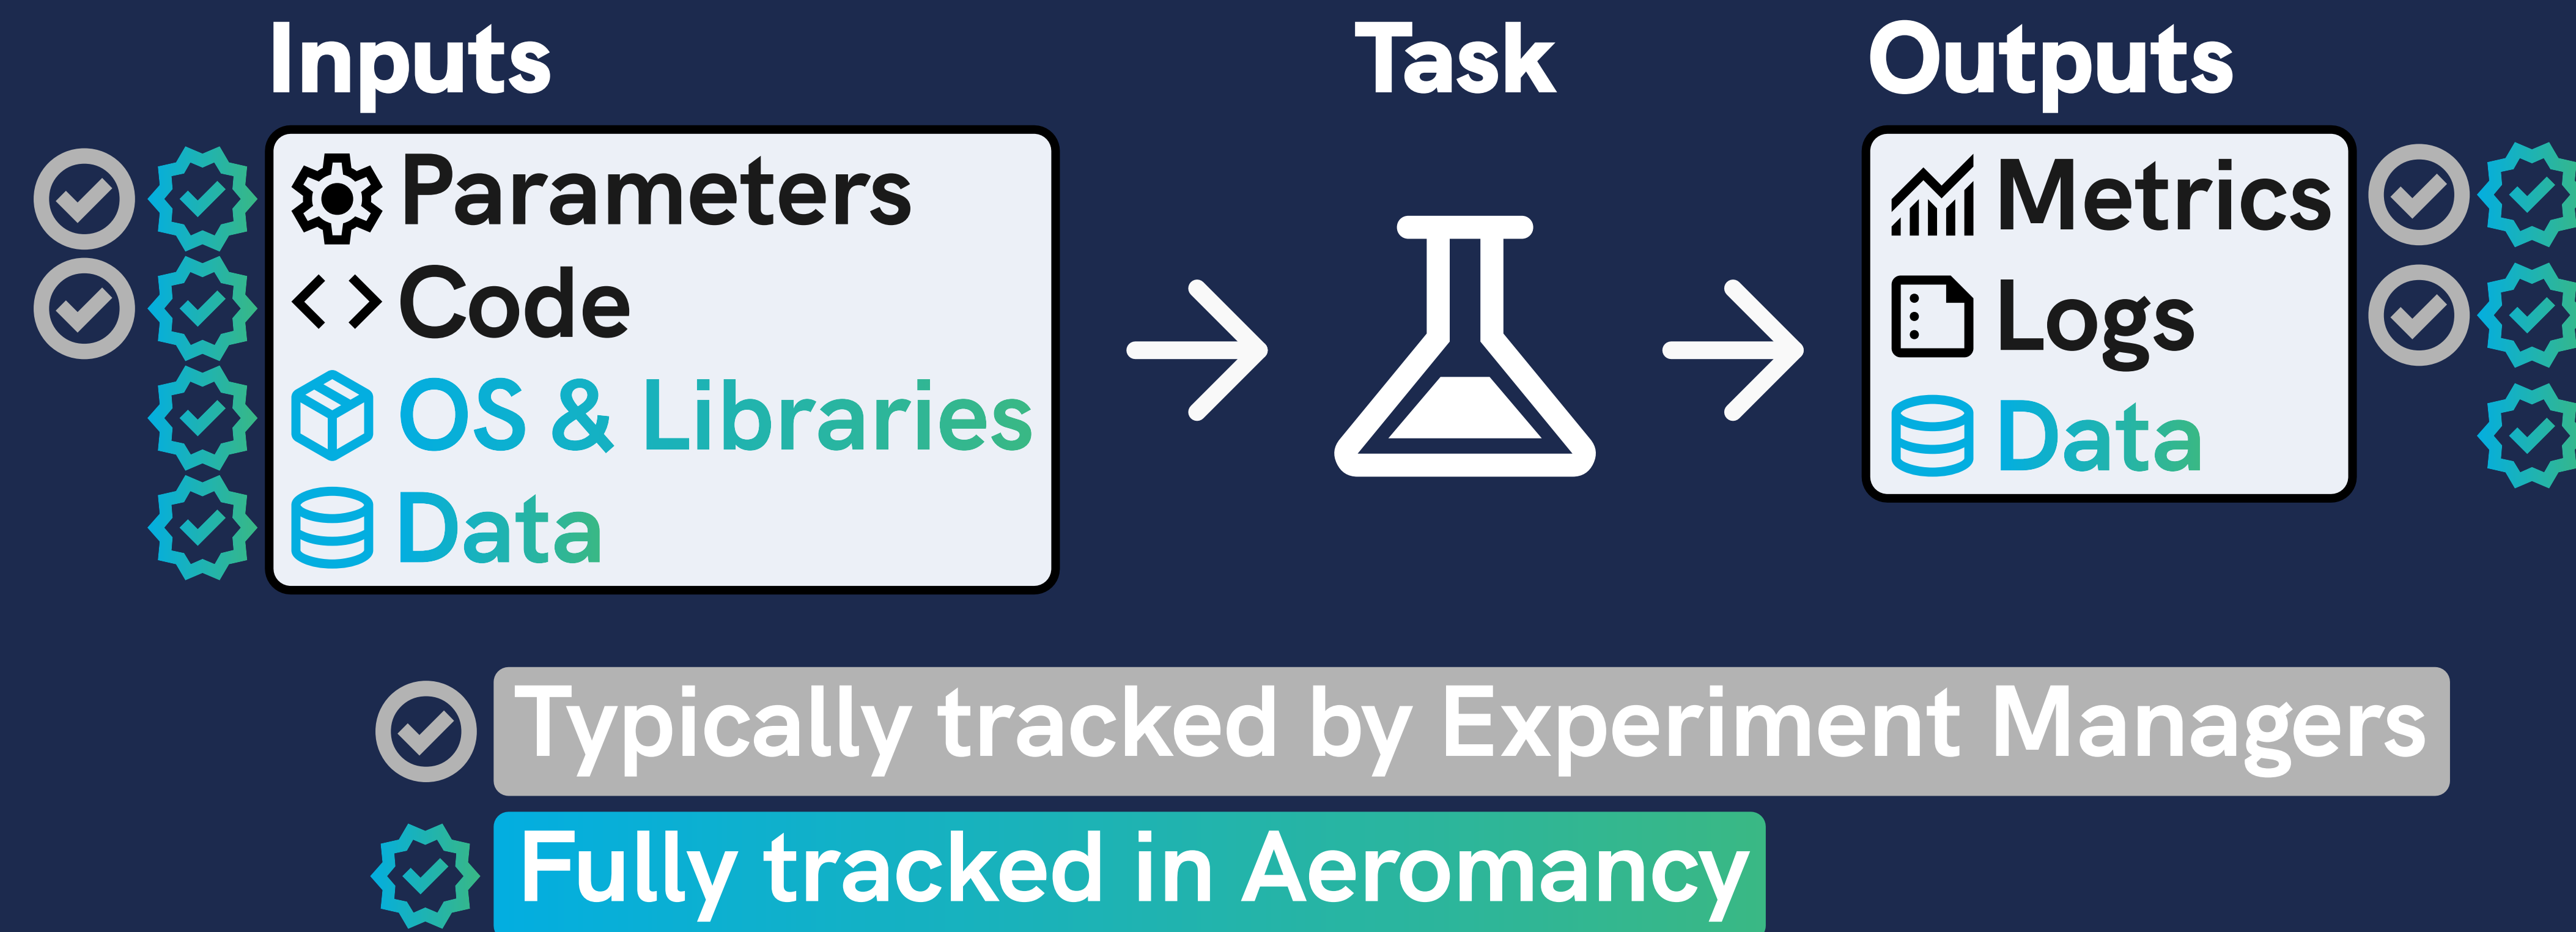 Inputs
Task
Outputs
Parameters
Code
OS & Libraries
Data
Metrics
Logs
Data
Typically tracked by Experiment Managers
Fully tracked in Aeromancy